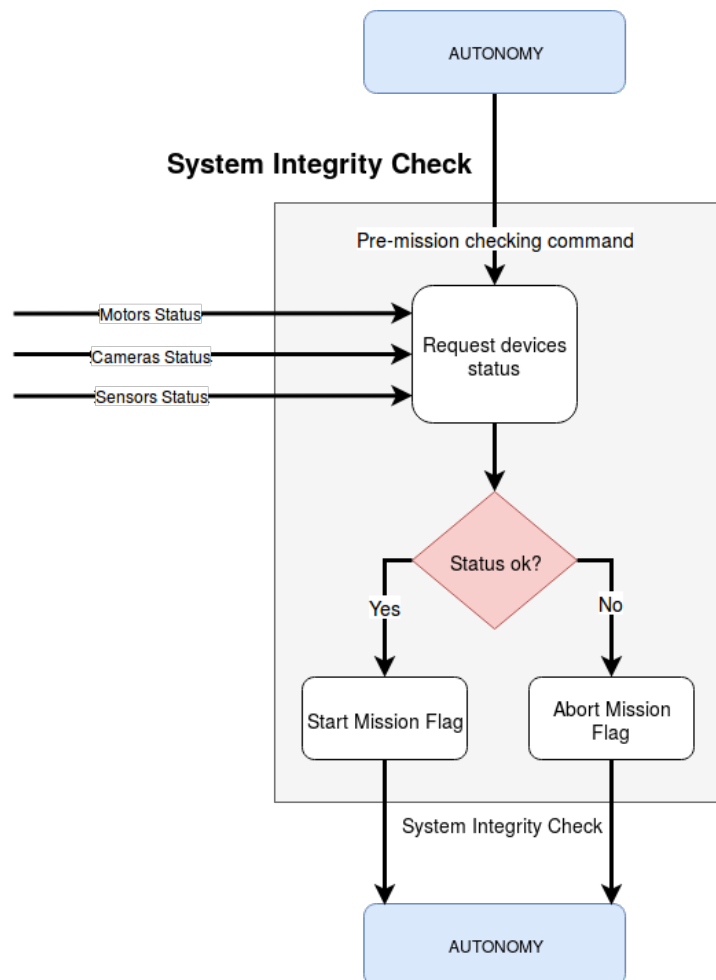 AUTONOMY
System Integrity Check
Pre-mission checking command
Motors Status
Cameras Status
Sensors Status
Request devices
status
Status ok?
Yes
No
Start Mission Flag
Abort Mission
Flag
System Integrity Check
AUTONOMY